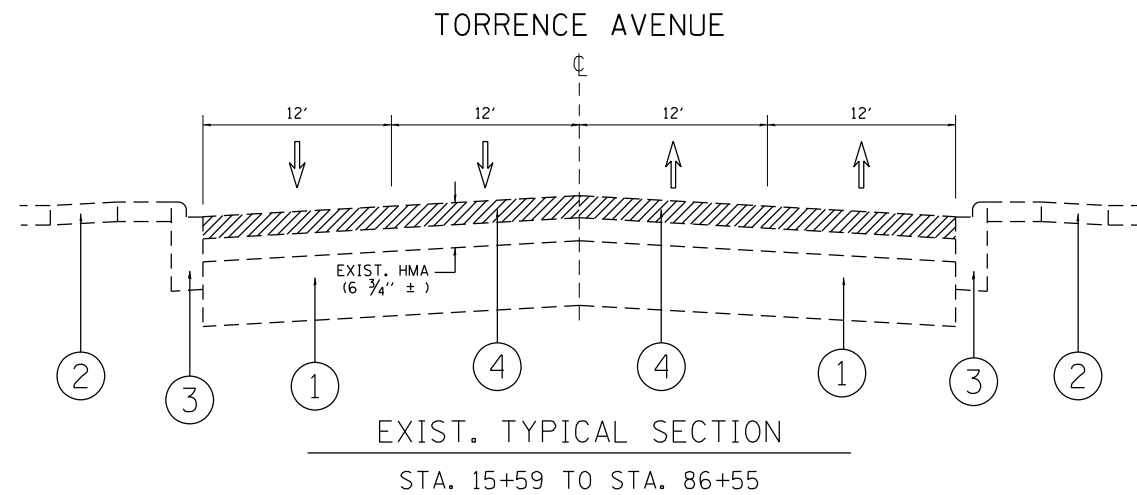 TORRENCE AVENUE
℄
12' 12' 12' 12'
EXIST. HMA
(6 3/4" ± )
2 3 1 4 4 1 3 2
EXIST. TYPICAL SECTION
STA. 15+59 TO STA. 86+55